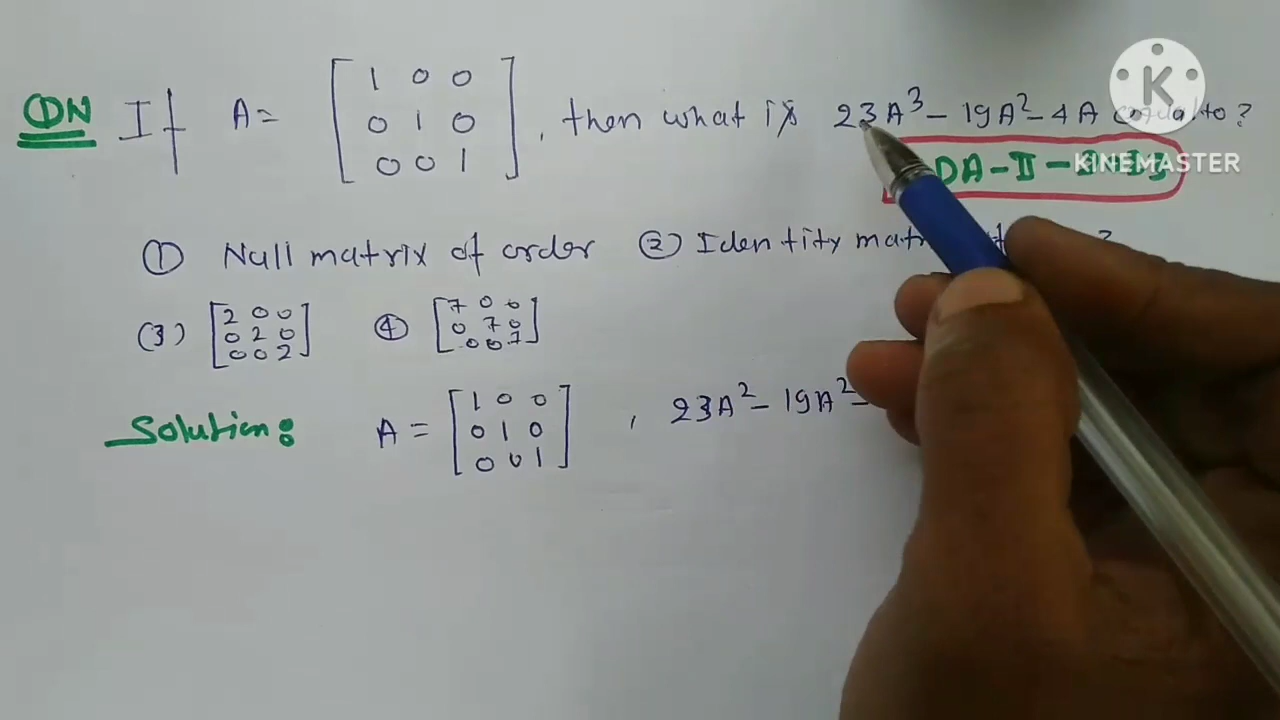 QN If A = [ 1 0 0 , then what is 23A³ - 19A² - 4A equal to ?
0 1 0
0 0 1 ]
DA-II-
K
KINEMASTER
① Null matrix of order ② Identity
(3) [ 2 0 0 ④ [ 7 0 0
0 2 0 0 7 0
0 0 2 ] 0 0 7 ]
Solution: A = [ 1 0 0 , 23A² - 19A² -
0 1 0
0 0 1 ]